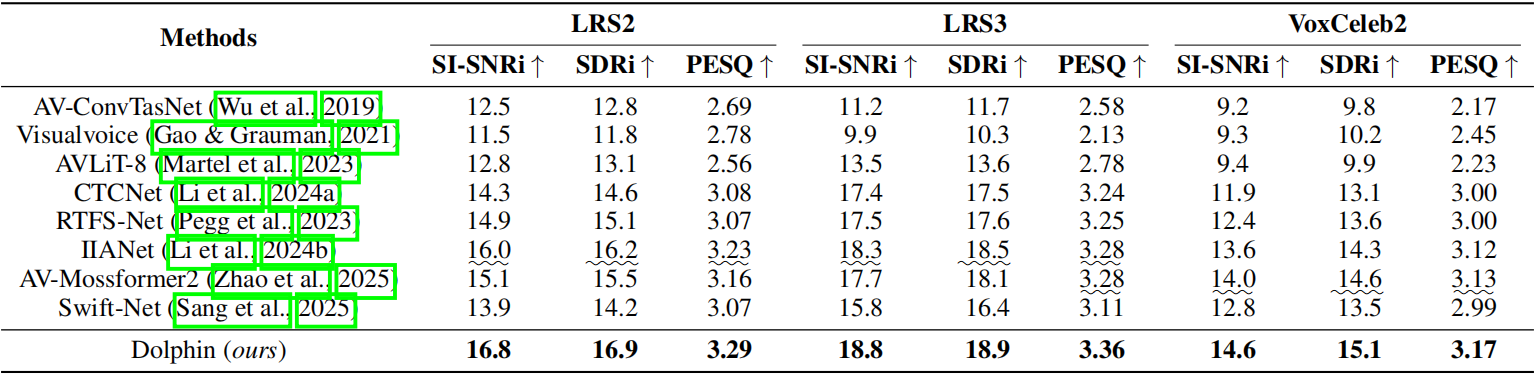 Methods LRS2 LRS3 VoxCeleb2
SI-SNRi ↑ SDRi ↑ PESQ ↑ SI-SNRi ↑ SDRi ↑ PESQ ↑ SI-SNRi ↑ SDRi ↑ PESQ ↑
AV-ConvTasNet (Wu et al., 2019) 12.5 12.8 2.69 11.2 11.7 2.58 9.2 9.8 2.17
Visualvoice (Gao & Grauman, 2021) 11.5 11.8 2.78 9.9 10.3 2.13 9.3 10.2 2.45
AVLiT-8 (Martel et al., 2023) 12.8 13.1 2.56 13.5 13.6 2.78 9.4 9.9 2.23
CTCNet (Li et al., 2024a) 14.3 14.6 3.08 17.4 17.5 3.24 11.9 13.1 3.00
RTFS-Net (Pegg et al., 2023) 14.9 15.1 3.07 17.5 17.6 3.25 12.4 13.6 3.00
IIANet (Li et al., 2024b) 16.0 16.2 3.23 18.3 18.5 3.28 13.6 14.3 3.12
AV-Mossformer2 (Zhao et al., 2025) 15.1 15.5 3.16 17.7 18.1 3.28 14.0 14.6 3.13
Swift-Net (Sang et al., 2025) 13.9 14.2 3.07 15.8 16.4 3.11 12.8 13.5 2.99
Dolphin (ours) 16.8 16.9 3.29 18.8 18.9 3.36 14.6 15.1 3.17